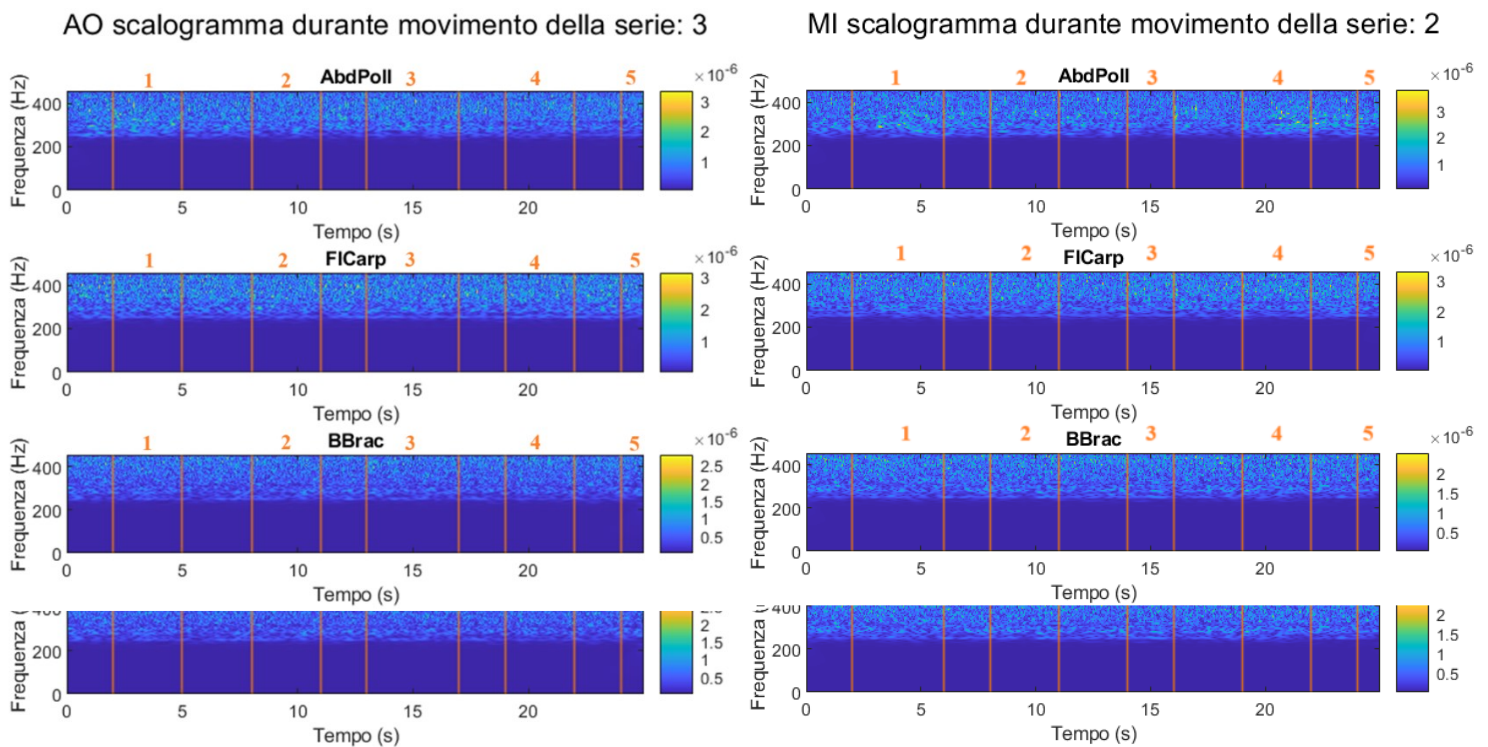 AO scalogramma durante movimento della serie: 3
1 2 AbdPoll 3 4 5
×10⁻⁶
Frequenza (Hz)
400
200
0
0 5 10 15 20
Tempo (s)
3
2
1
1 2 FlCarp 3 4 5
×10⁻⁶
Frequenza (Hz)
400
200
0
0 5 10 15 20
Tempo (s)
3
2
1
1 2 BBrac 3 4 5
×10⁻⁶
Frequenza (Hz)
400
200
0
0 5 10 15 20
Tempo (s)
2.5
2
1.5
1
0.5
Frequenza
200
0
0 5 10 15 20
Tempo (s)
2
1.5
1
0.5
MI scalogramma durante movimento della serie: 2
1 2 AbdPoll 3 4 5
×10⁻⁶
Frequenza (Hz)
400
200
0
0 5 10 15 20
Tempo (s)
3
2
1
1 2 FlCarp 3 4 5
×10⁻⁶
Frequenza (Hz)
400
200
0
0 5 10 15 20
Tempo (s)
3
2
1
1 2 BBrac 3 4 5
×10⁻⁶
Frequenza (Hz)
400
200
0
0 5 10 15 20
Tempo (s)
2
1.5
1
0.5
Frequenza
400
200
0
0 5 10 15 20
Tempo (s)
2
1.5
1
0.5